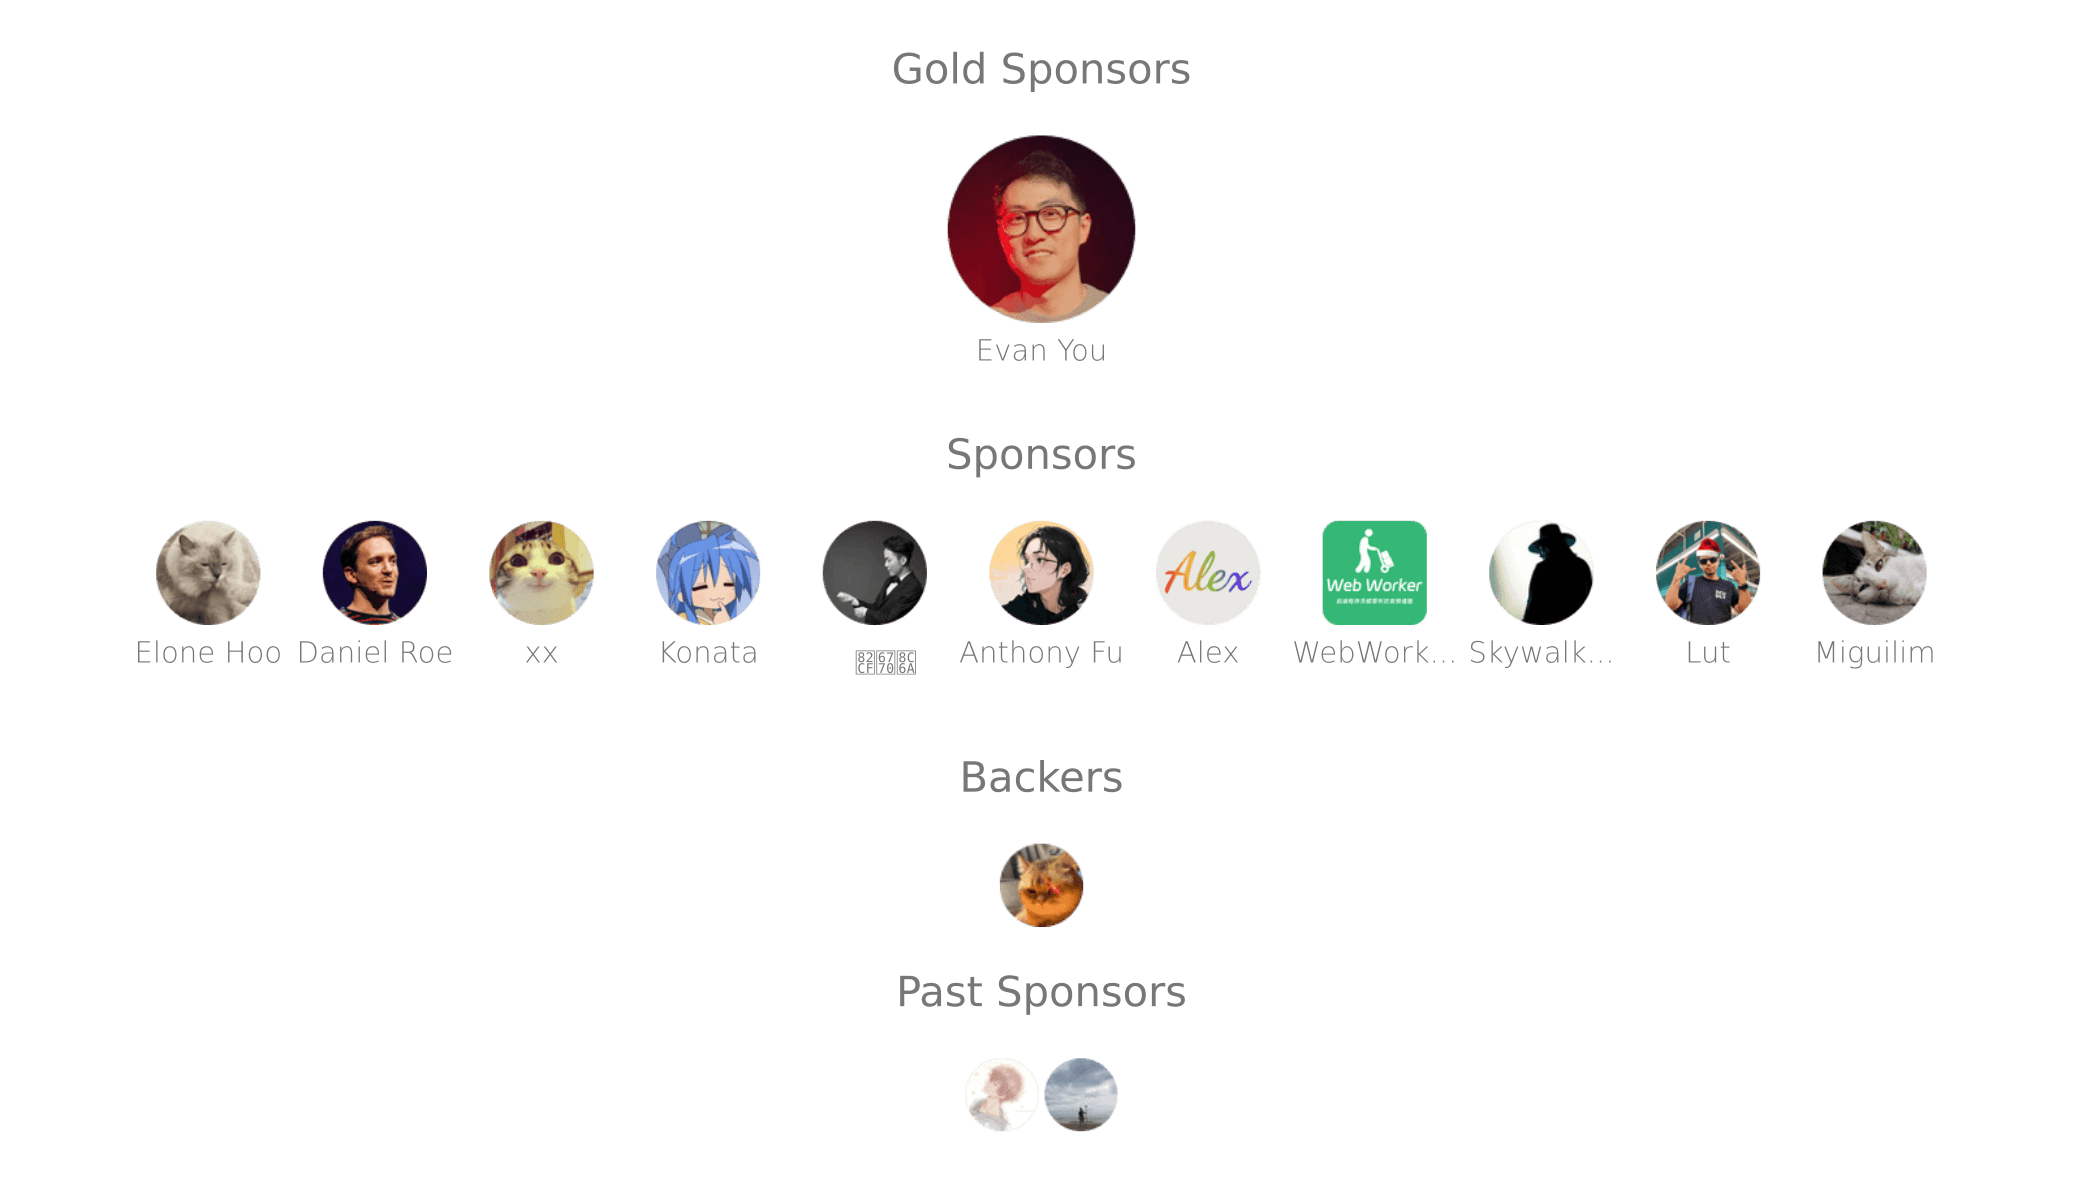 Gold Sponsors
Evan You
Sponsors
Alex
Web Worker
Elone Hoo
Daniel Roe
xx
Konata
Anthony Fu
Alex
WebWork...
Skywalk...
Lut
Miguilim
Backers
Past Sponsors